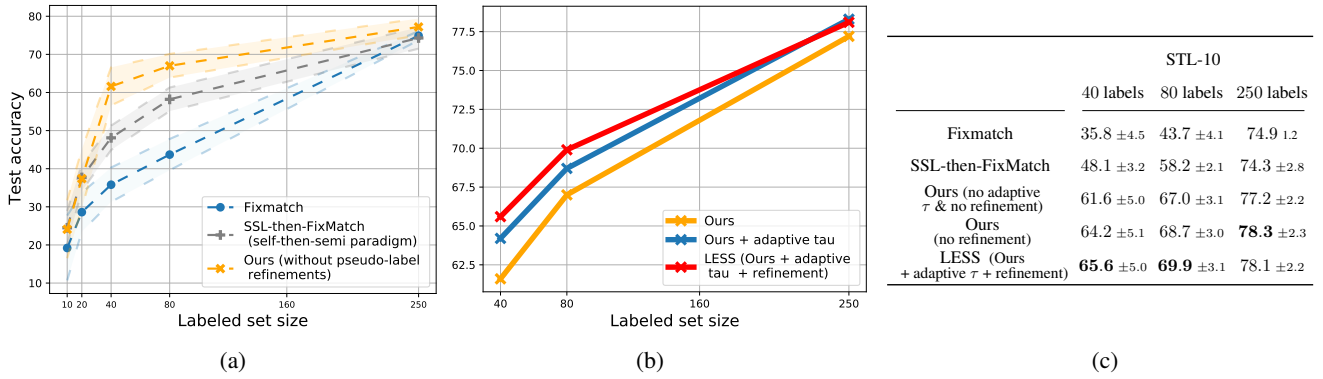 80
70
60
50
40
30
20
10
Test accuracy
10 20 40 80 160 250
Labeled set size
Fixmatch
SSL-then-FixMatch
(self-then-semi paradigm)
Ours (without pseudo-label
refinements)
(a)
77.5
75.0
72.5
70.0
67.5
65.0
62.5
40 80 160 250
Labeled set size
Ours
Ours + adaptive tau
LESS (Ours + adaptive
tau + refinement)
(b)
STL-10
40 labels 80 labels 250 labels
Fixmatch 35.8 ±4.5 43.7 ±4.1 74.9 1.2
SSL-then-FixMatch 48.1 ±3.2 58.2 ±2.1 74.3 ±2.8
Ours (no adaptive
τ & no refinement) 61.6 ±5.0 67.0 ±3.1 77.2 ±2.2
Ours
(no refinement) 64.2 ±5.1 68.7 ±3.0 78.3 ±2.3
LESS (Ours
+ adaptive τ + refinement) 65.6 ±5.0 69.9 ±3.1 78.1 ±2.2
(c)